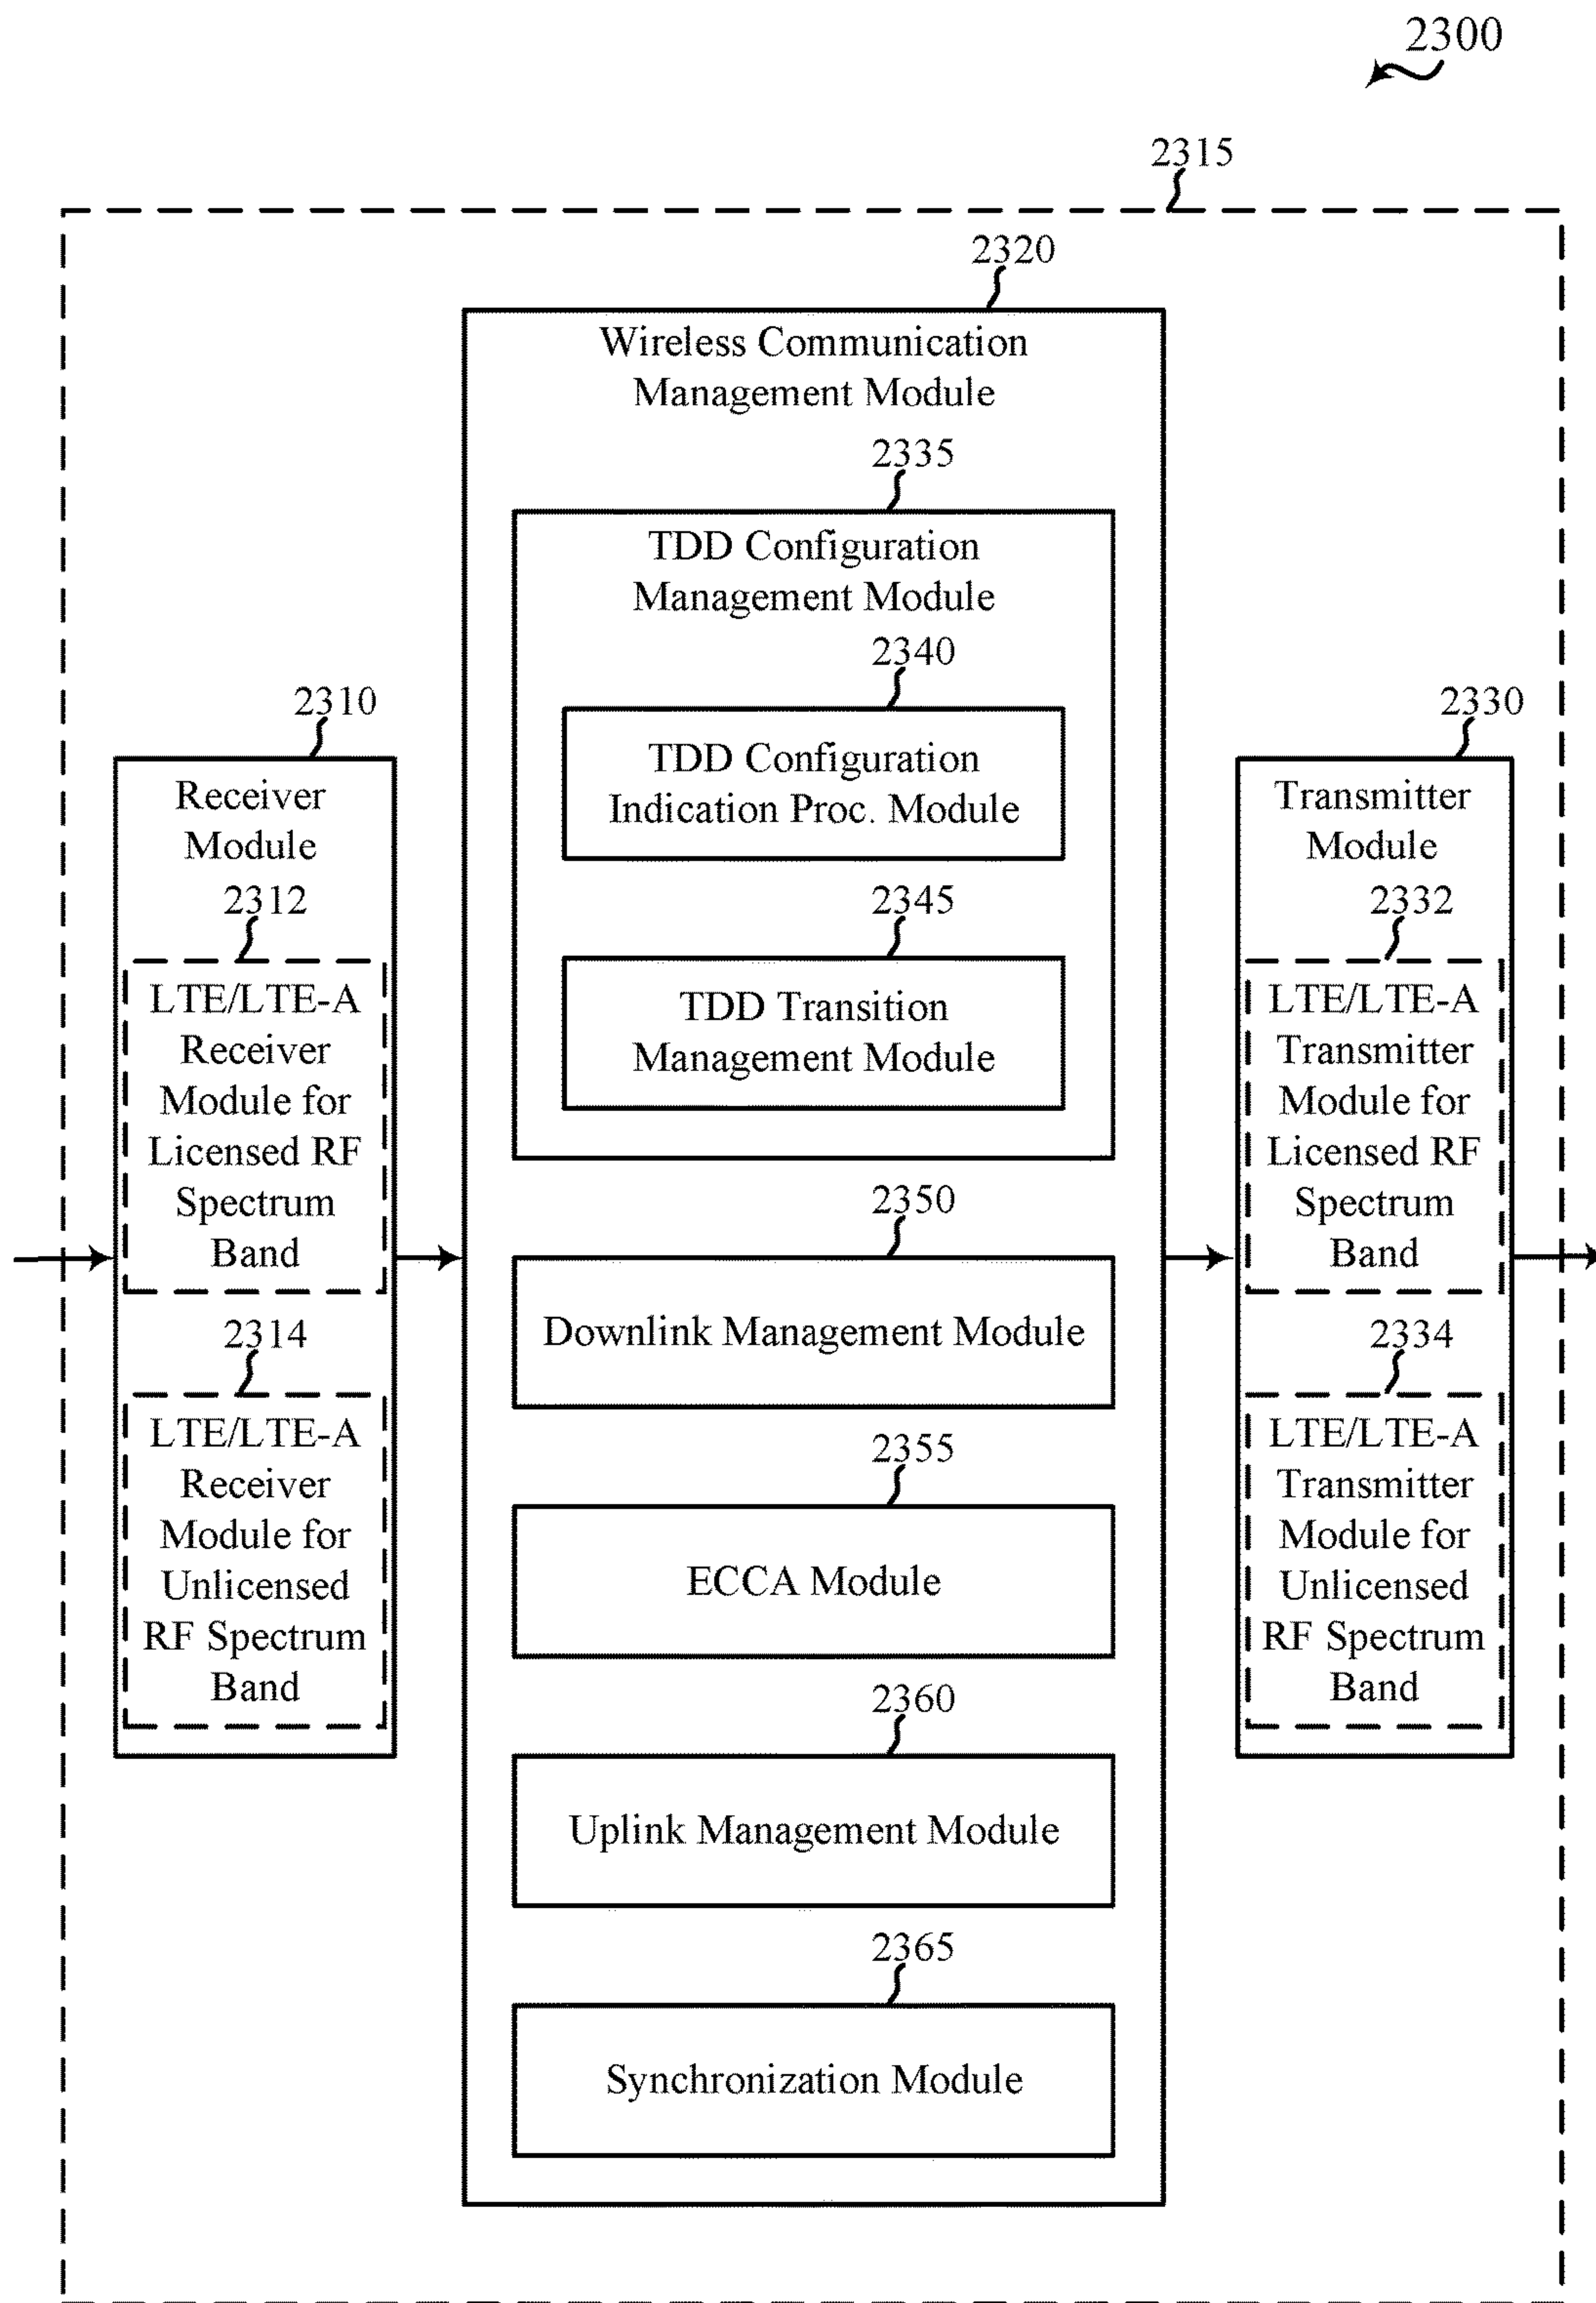 2300
2315
2320
Wireless Communication
Management Module
2335
TDD Configuration
Management Module
2340
TDD Configuration
Indication Proc. Module
2345
TDD Transition
Management Module
2350
Downlink Management Module
2355
ECCA Module
2360
Uplink Management Module
2365
Synchronization Module
2310
Receiver
Module
2312
LTE/LTE-A
Receiver
Module for
Licensed RF
Spectrum
Band
2314
LTE/LTE-A
Receiver
Module for
Unlicensed
RF Spectrum
Band
2330
Transmitter
Module
2332
LTE/LTE-A
Transmitter
Module for
Licensed RF
Spectrum
Band
2334
LTE/LTE-A
Transmitter
Module for
Unlicensed
RF Spectrum
Band